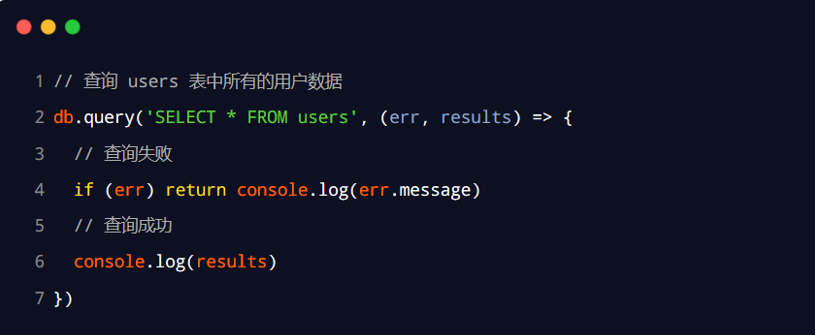 1 // 查询 users 表中所有的用户数据
2 db.query('SELECT * FROM users', (err, results) => {
3   // 查询失败
4   if (err) return console.log(err.message)
5   // 查询成功
6   console.log(results)
7 })